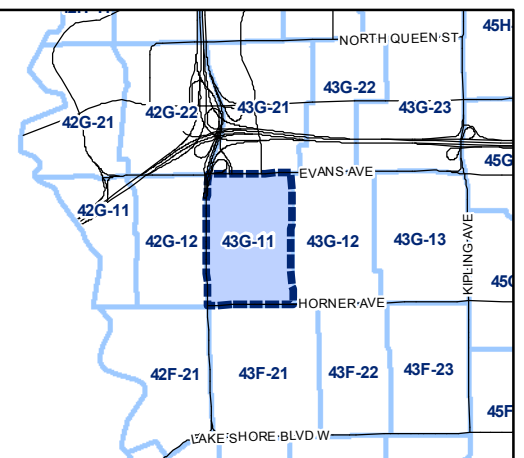 45H-
NORTH QUEEN ST
43G-22
42G-21
42G-22
43G-21
43G-23
45G
EVANS AVE
42G-11
42G-12
43G-11
43G-12
43G-13
KIPLING AVE
HORNER AVE
42F-21
43F-21
43F-22
43F-23
45F
LAKE SHORE BLVD W